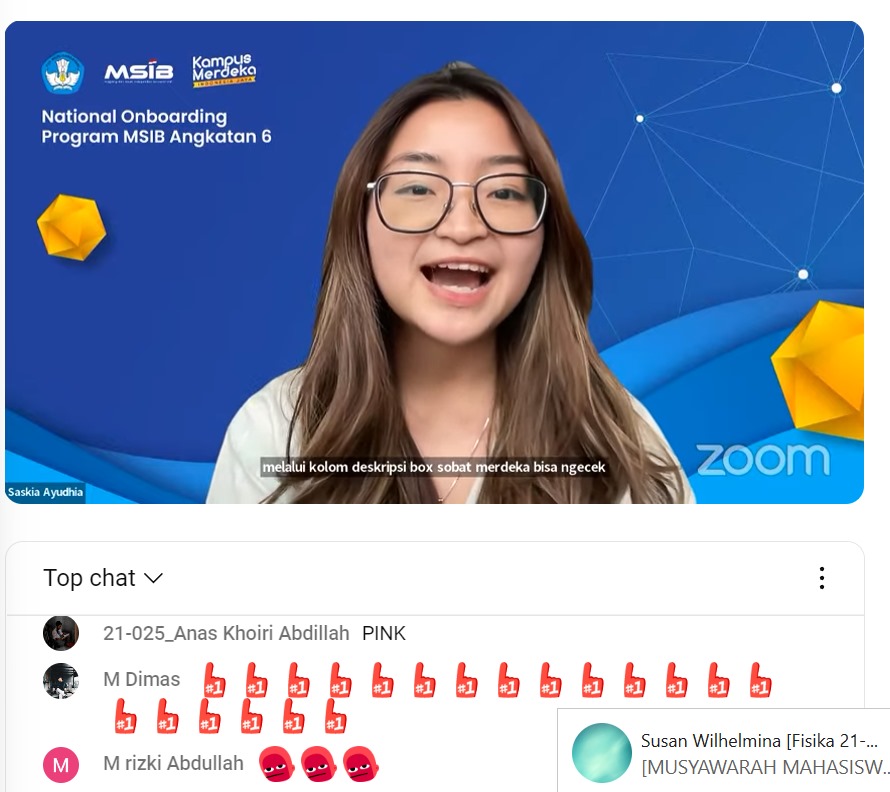 MSIB
Kampus
Merdeka
INDONESIA JAYA
National Onboarding
Program MSIB Angkatan 6
melalui kolom deskripsi box sobat merdeka bisa ngecek
zoom
Saskia Ayudhia
Top chat
21-025_Anas Khoiri Abdillah PINK
M Dimas #1 #1 #1 #1 #1 #1 #1 #1 #1 #1 #1 #1 #1 #1
#1 #1 #1 #1 #1 #1
M
M rizki Abdullah
Susan Wilhelmina [Fisika 21-...
[MUSYAWARAH MAHASISW...